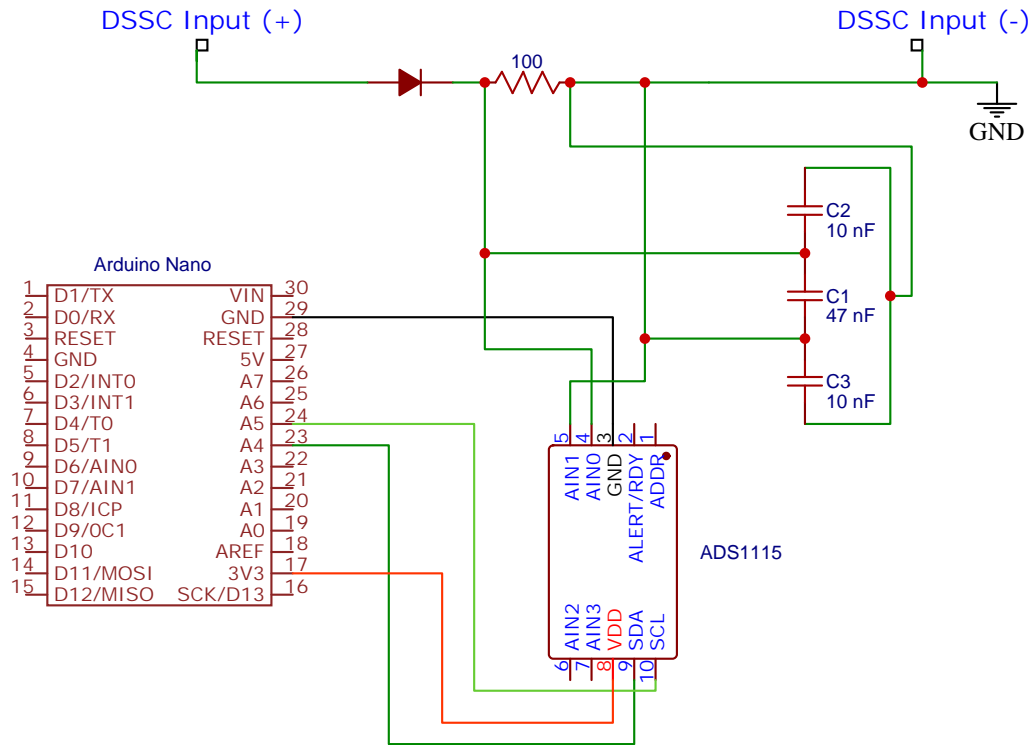 DSSC Input (+)
DSSC Input (-)
100
GND
C2
10 nF
C1
47 nF
C3
10 nF
Arduino Nano
1 D1/TX VIN 30
2 D0/RX GND 29
3 RESET RESET 28
4 GND 5V 27
5 D2/INT0 A7 26
6 D3/INT1 A6 25
7 D4/T0 A5 24
8 D5/T1 A4 23
9 D6/AIN0 A3 22
10 D7/AIN1 A2 21
11 D8/ICP A1 20
12 D9/0C1 A0 19
13 D10 AREF 18
14 D11/MOSI 3V3 17
15 D12/MISO SCK/D13 16
5 AIN1
4 AIN0
3 GND
2 ALERT/RDY
1 ADDR
ADS1115
6 AIN2
7 AIN3
8 VDD
9 SDA
10 SCL